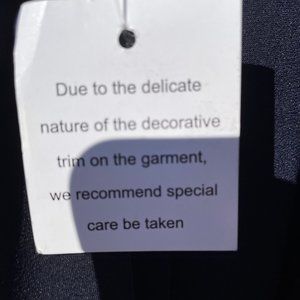 Due to the delicate
nature of the decorative
trim on the garment,
we recommend special
care be taken